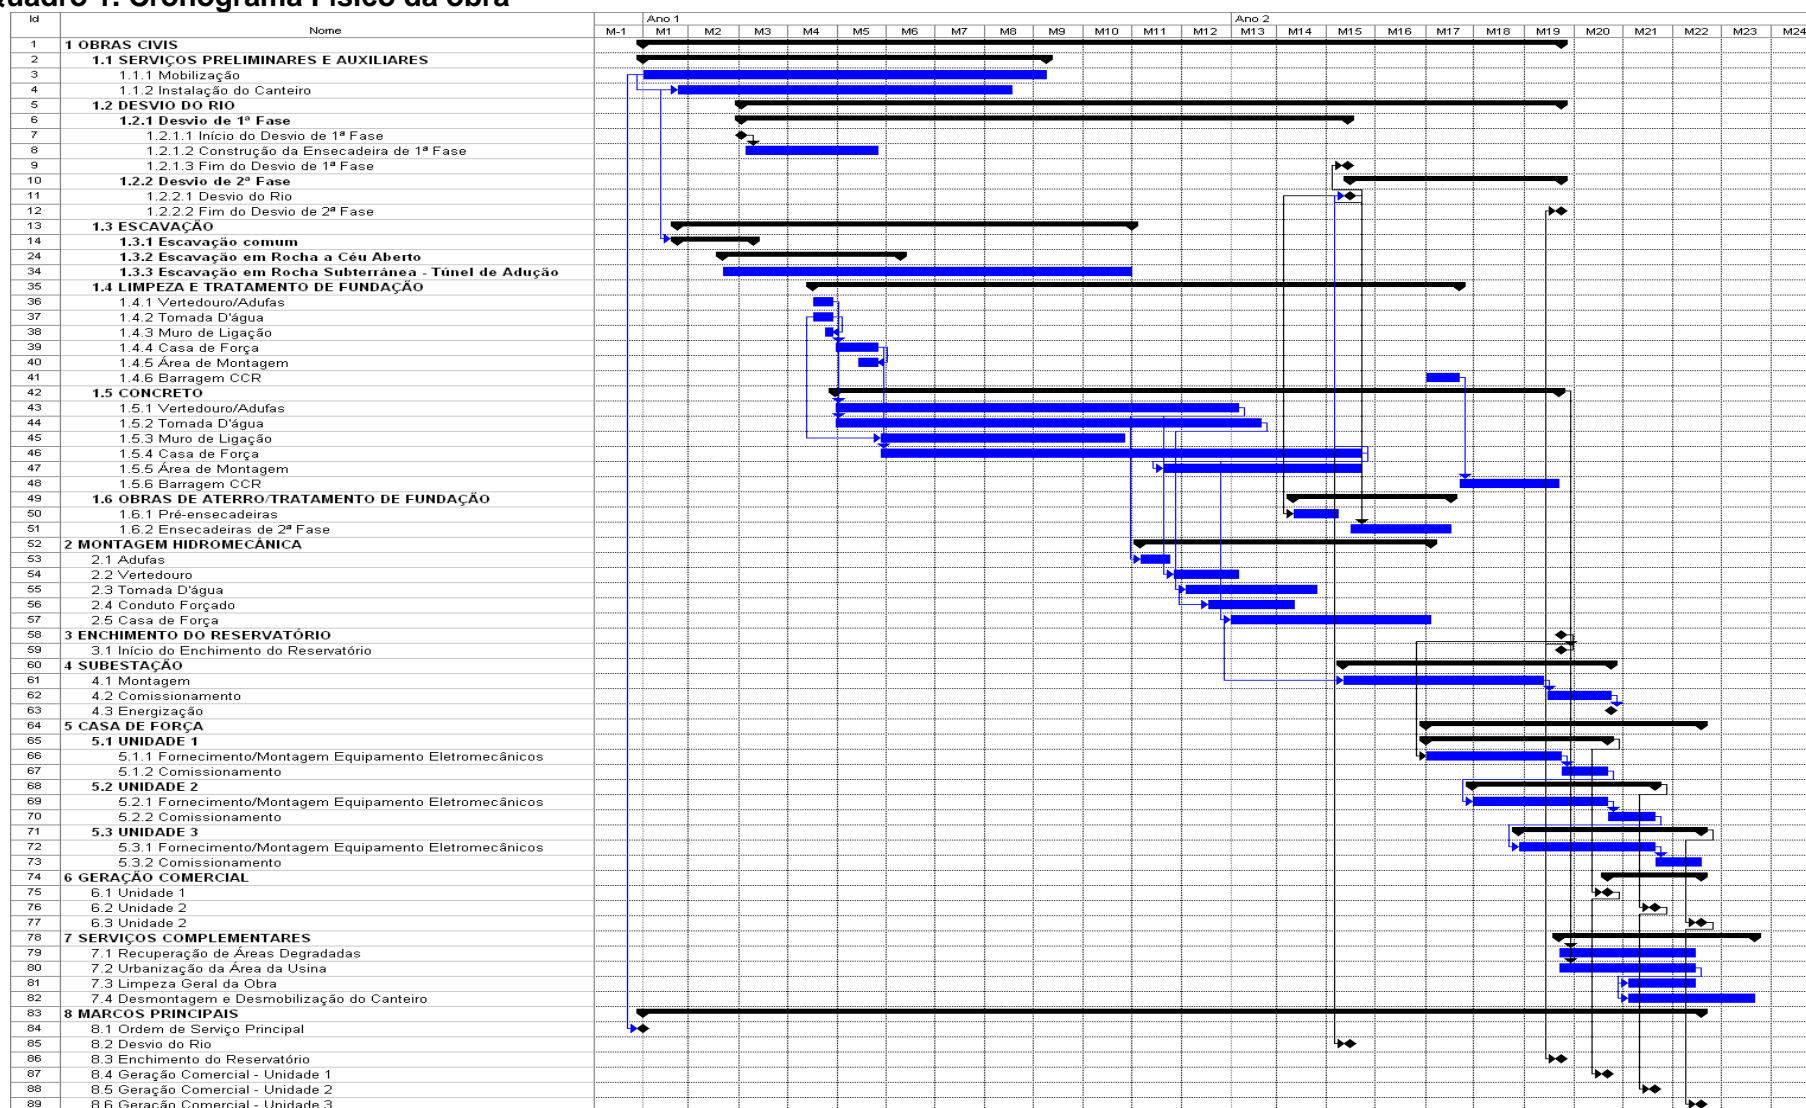 Quadro 1: Cronograma Físico da obra
Id Nome Ano 1 Ano 2
M-1 M1 M2 M3 M4 M5 M6 M7 M8 M9 M10 M11 M12 M13 M14 M15 M16 M17 M18 M19 M20 M21 M22 M23 M24
1 1 OBRAS CIVIS
2 1.1 SERVIÇOS PRELIMINARES E AUXILIARES
3 1.1.1 Mobilização
4 1.1.2 Instalação do Canteiro
5 1.2 DESVIO DO RIO
6 1.2.1 Desvio de 1ª Fase
7 1.2.1.1 Início do Desvio de 1ª Fase
8 1.2.1.2 Construção da Ensecadeira de 1ª Fase
9 1.2.1.3 Fim do Desvio de 1ª Fase
10 1.2.2 Desvio de 2ª Fase
11 1.2.2.1 Desvio do Rio
12 1.2.2.2 Fim do Desvio de 2ª Fase
13 1.3 ESCAVAÇÃO
14 1.3.1 Escavação comum
24 1.3.2 Escavação em Rocha a Céu Aberto
34 1.3.3 Escavação em Rocha Subterrânea - Túnel de Adução
35 1.4 LIMPEZA E TRATAMENTO DE FUNDAÇÃO
36 1.4.1 Vertedouro/Adufas
37 1.4.2 Tomada D'água
38 1.4.3 Muro de Ligação
39 1.4.4 Casa de Força
40 1.4.5 Área de Montagem
41 1.4.6 Barragem CCR
42 1.5 CONCRETO
43 1.5.1 Vertedouro/Adufas
44 1.5.2 Tomada D'água
45 1.5.3 Muro de Ligação
46 1.5.4 Casa de Força
47 1.5.5 Área de Montagem
48 1.5.6 Barragem CCR
49 1.6 OBRAS DE ATERRO/TRATAMENTO DE FUNDAÇÃO
50 1.6.1 Pré-ensecadeiras
51 1.6.2 Ensecadeiras de 2ª Fase
52 2 MONTAGEM HIDROMECÂNICA
53 2.1 Adufas
54 2.2 Vertedouro
55 2.3 Tomada D'água
56 2.4 Conduto Forçado
57 2.5 Casa de Força
58 3 ENCHIMENTO DO RESERVATÓRIO
59 3.1 Início do Enchimento do Reservatório
60 4 SUBESTAÇÃO
61 4.1 Montagem
62 4.2 Comissionamento
63 4.3 Energização
64 5 CASA DE FORÇA
65 5.1 UNIDADE 1
66 5.1.1 Fornecimento/Montagem Equipamento Eletromecânicos
67 5.1.2 Comissionamento
68 5.2 UNIDADE 2
69 5.2.1 Fornecimento/Montagem Equipamento Eletromecânicos
70 5.2.2 Comissionamento
71 5.3 UNIDADE 3
72 5.3.1 Fornecimento/Montagem Equipamento Eletromecânicos
73 5.3.2 Comissionamento
74 6 GERAÇÃO COMERCIAL
75 6.1 Unidade 1
76 6.2 Unidade 2
77 6.3 Unidade 2
78 7 SERVIÇOS COMPLEMENTARES
79 7.1 Recuperação de Áreas Degradadas
80 7.2 Urbanização da Área da Usina
81 7.3 Limpeza Geral da Obra
82 7.4 Desmontagem e Desmobilização do Canteiro
83 8 MARCOS PRINCIPAIS
84 8.1 Ordem de Serviço Principal
85 8.2 Desvio do Rio
86 8.3 Enchimento do Reservatório
87 8.4 Geração Comercial - Unidade 1
88 8.5 Geração Comercial - Unidade 2
89 8.6 Geração Comercial - Unidade 3